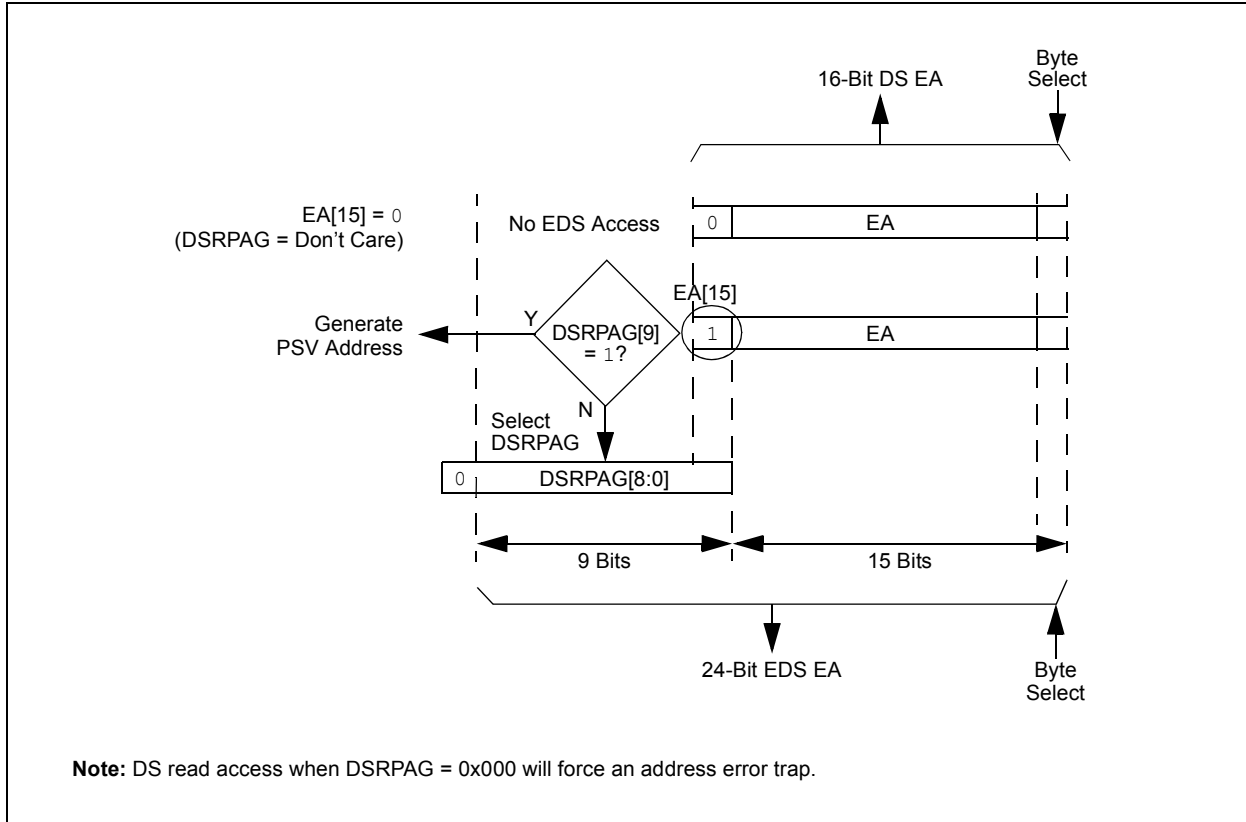 16-Bit DS EA
Byte
Select
EA[15] = 0
(DSRPAG = Don't Care)
No EDS Access
0
EA
EA[15]
Generate
PSV Address
Y
DSRPAG[9]
= 1?
1
EA
N
Select
DSRPAG
0
DSRPAG[8:0]
9 Bits
15 Bits
24-Bit EDS EA
Byte
Select
Note: DS read access when DSRPAG = 0x000 will force an address error trap.